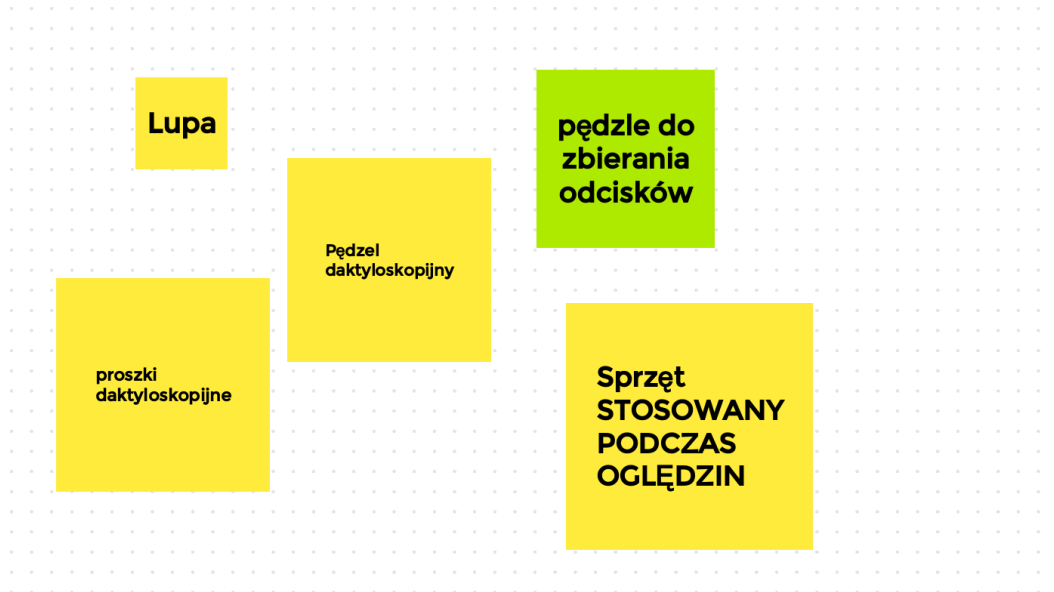 Lupa
pędzle do
zbierania
odcisków
Pędzel
daktyloskopijny
proszki
daktyloskopijne
Sprzęt
STOSOWANY
PODCZAS
OGLĘDZIN